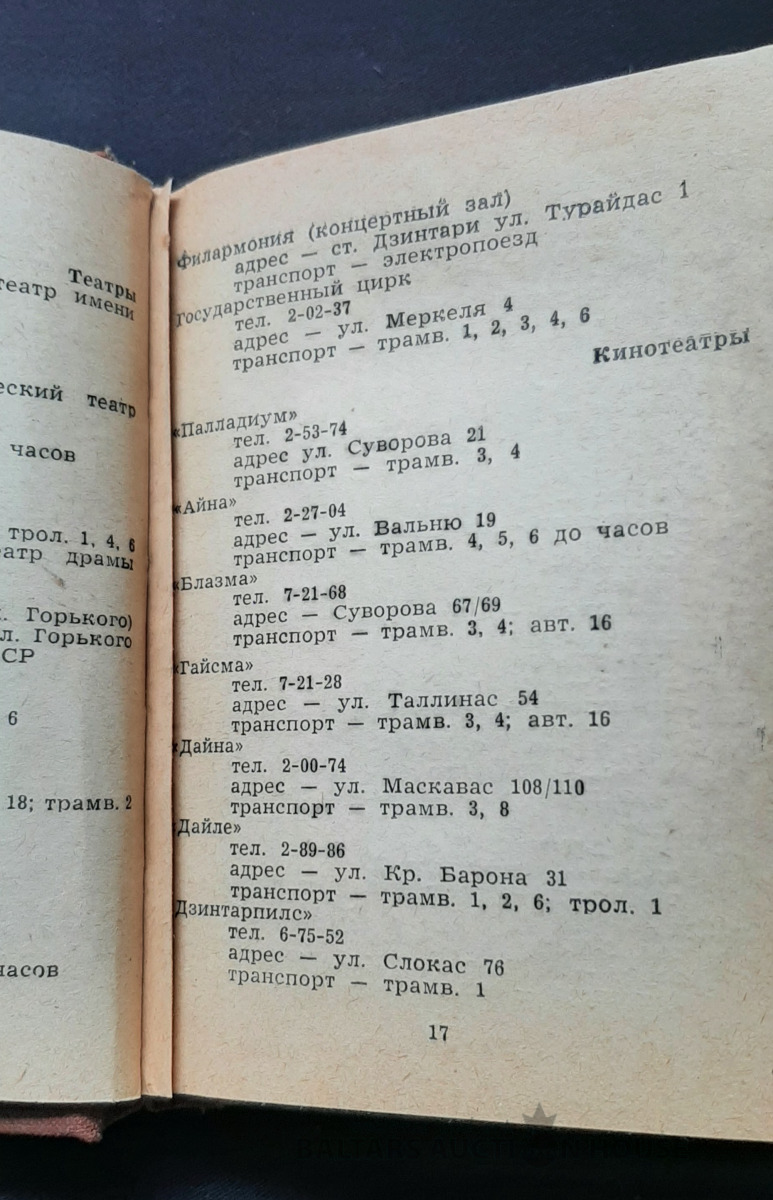 Театры
театр имени
еский театр
часов
трол. 1, 4, 6
еатр драмы
. Горького)
л. Горького
СР
6
18; трамв. 2
часов
Филармония (концертный зал)
адрес — ст. Дзинтари ул. Турайдас 1
транспорт — электропоезд
Государственный цирк
тел. 2-02-37
адрес — ул. Меркеля 4
транспорт — трамв. 1, 2, 3, 4, 6
Кинотеатры
«Палладиум»
тел. 2-53-74
адрес ул. Суворова 21
транспорт — трамв. 3, 4
«Айна»
тел. 2-27-04
адрес — ул. Вальню 19
транспорт — трамв. 4, 5, 6 до часов
«Блазма»
тел. 7-21-68
адрес — Суворова 67/69
транспорт — трамв. 3, 4; авт. 16
«Гайсма»
тел. 7-21-28
адрес — ул. Таллинас 54
транспорт — трамв. 3, 4; авт. 16
«Дайна»
тел. 2-00-74
адрес — ул. Маскавас 108/110
транспорт — трамв. 3, 8
«Дайле»
тел. 2-89-86
адрес — ул. Кр. Барона 31
транспорт — трамв. 1, 2, 6; трол. 1
Дзинтарпилс»
тел. 6-75-52
адрес — ул. Слокас 76
транспорт — трамв. 1
17
BALTARS AUCTION HOUSE